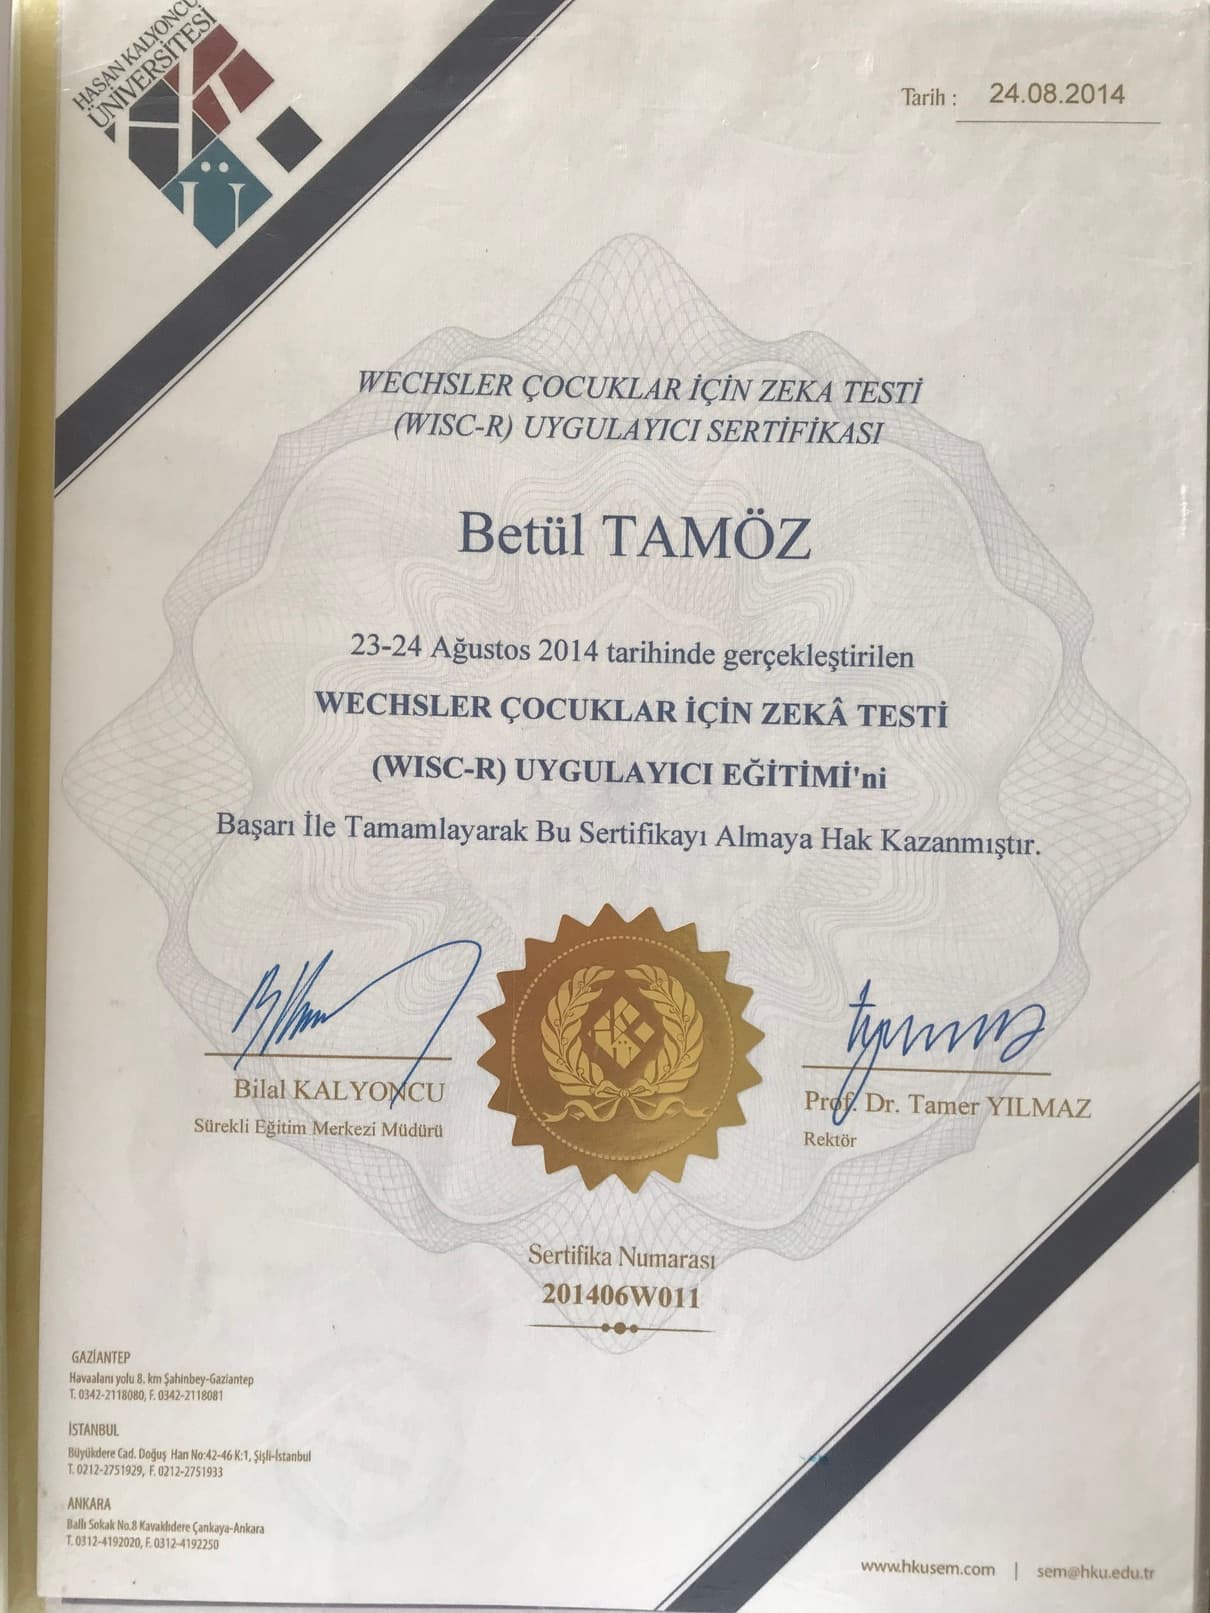 HASAN KALYONCU
ÜNİVERSİTESİ
Tarih : 24.08.2014
WECHSLER ÇOCUKLAR İÇİN ZEKA TESTİ
(WISC-R) UYGULAYICI SERTİFİKASI
Betül TAMÖZ
23-24 Ağustos 2014 tarihinde gerçekleştirilen
WECHSLER ÇOCUKLAR İÇİN ZEKÂ TESTİ
(WISC-R) UYGULAYICI EĞİTİMİ'ni
Başarı İle Tamamlayarak Bu Sertifikayı Almaya Hak Kazanmıştır.
Bilal KALYONCU
Sürekli Eğitim Merkezi Müdürü
Prof. Dr. Tamer YILMAZ
Rektör
Sertifika Numarası
201406W011
GAZİANTEP
Havaalanı yolu 8. km Şahinbey-Gaziantep
T. 0342-2118080, F. 0342-2118081
İSTANBUL
Büyükdere Cad. Doğuş Han No:42-46 K:1, Şişli-İstanbul
T. 0212-2751929, F. 0212-2751933
ANKARA
Ballı Sokak No.8 Kavaklıdere Çankaya-Ankara
T. 0312-4192020, F. 0312-4192250
www.hkusem.com | sem@hku.edu.tr